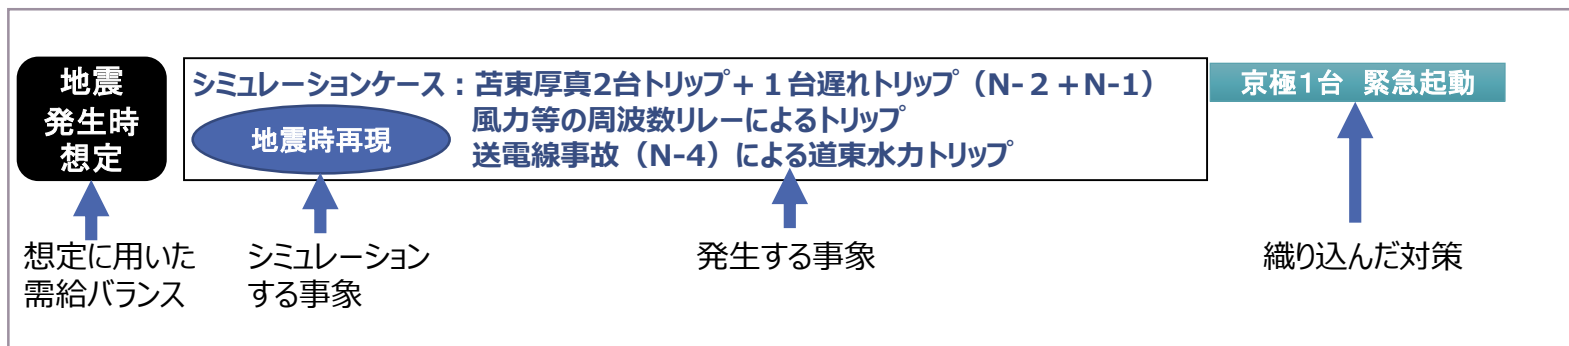 地震
発生時
想定
シミュレーションケース：苫東厚真2台トリップ＋１台遅れトリップ（N-２＋N-1）
地震時再現
風力等の周波数リレーによるトリップ
送電線事故（N-4）による道東水力トリップ
京極1台　緊急起動
想定に用いた
需給バランス
シミュレーション
する事象
発生する事象
織り込んだ対策